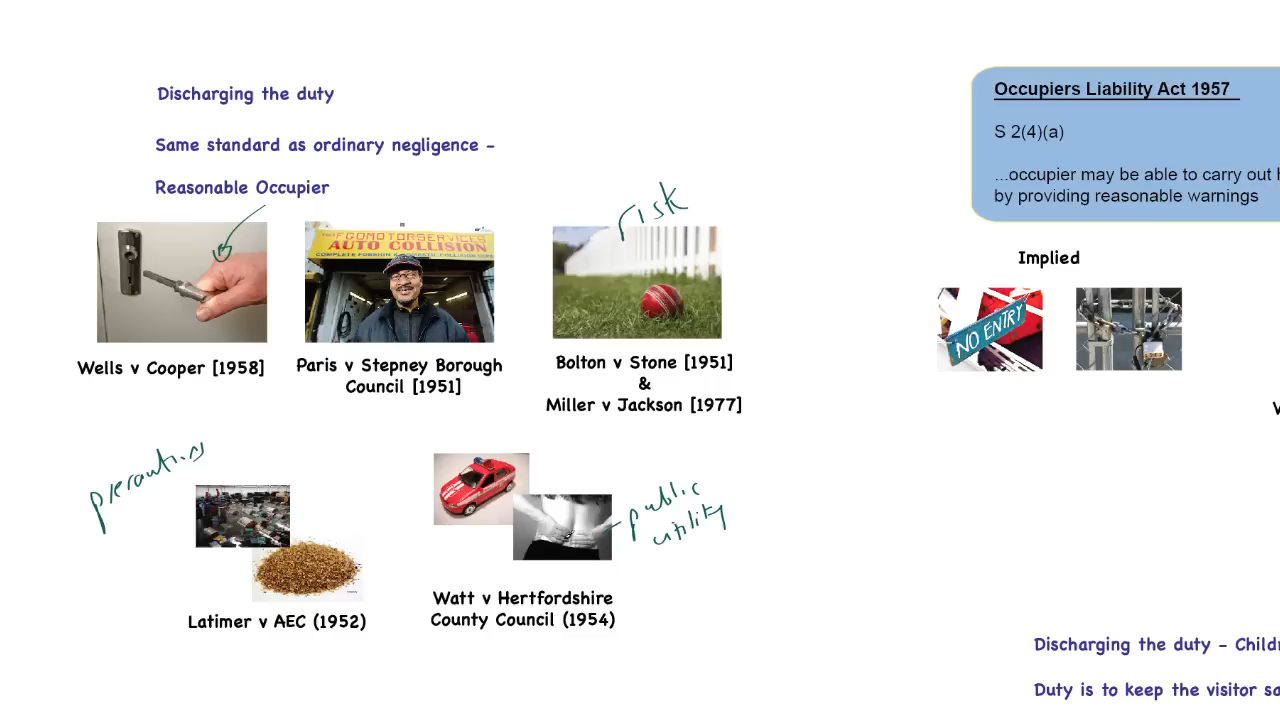 Discharging the duty
Same standard as ordinary negligence -
Reasonable Occupier
risk
AUTO COLLISION
Wells v Cooper [1958]
Paris v Stepney Borough
Council [1951]
Bolton v Stone [1951]
&
Miller v Jackson [1977]
precautions
public
utility
Latimer v AEC (1952)
Watt v Hertfordshire
County Council (1954)
Occupiers Liability Act 1957
S 2(4)(a)
...occupier may be able to carry out
by providing reasonable warnings
Implied
NO ENTRY
Discharging the duty - Child
Duty is to keep the visitor